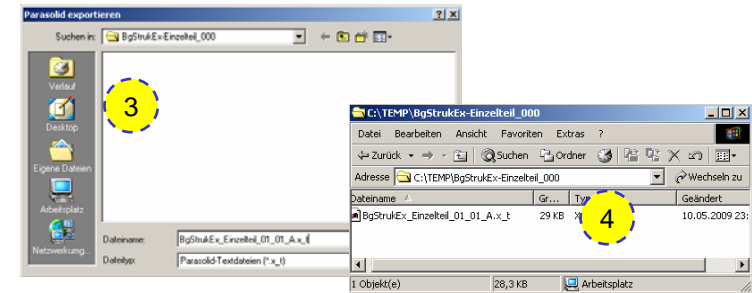 Parasolid exportieren
Suchen in:
BgStrukEx-Einzelteil_000
Verlauf
Desktop
Eigene Dateien
Arbeitsplatz
Netzwerkung...
Dateiname:
BgStrukEx_Einzelteil_01_01_A.x_t
Dateityp:
Parasolid-Textdateien (*.x_t)
3
C:\TEMP\BgStrukEx-Einzelteil_000
Datei Bearbeiten Ansicht Favoriten Extras ?
Zurück Suchen Ordner
Adresse C:\TEMP\BgStrukEx-Einzelteil_000 Wechseln zu
Dateiname Gr... Geändert
BgStrukEx_Einzelteil_01_01_A.x_t 29 KB 10.05.2009 23:
4
1 Objekt(e) 28,3 KB Arbeitsplatz